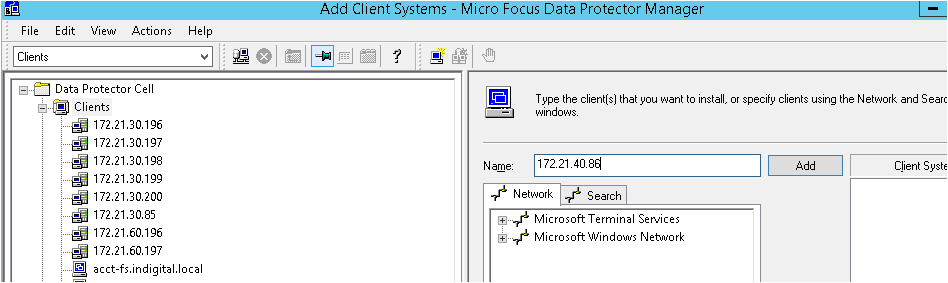 Add Client Systems - Micro Focus Data Protector Manager
File Edit View Actions Help
Clients
Data Protector Cell
Clients
172.21.30.196
172.21.30.197
172.21.30.198
172.21.30.199
172.21.30.200
172.21.30.85
172.21.60.196
172.21.60.197
acct-fs.indigital.local
Type the client(s) that you want to install, or specify clients using the Network and Searc
windows.
Name: 172.21.40.86 Add Client Syste
Network Search
Microsoft Terminal Services
Microsoft Windows Network